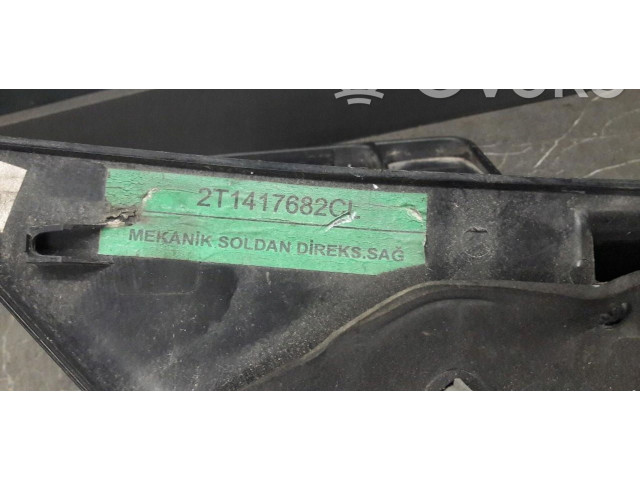 2T1417682CL
MEKANİK SOLDAN DİREKS.SAĞ